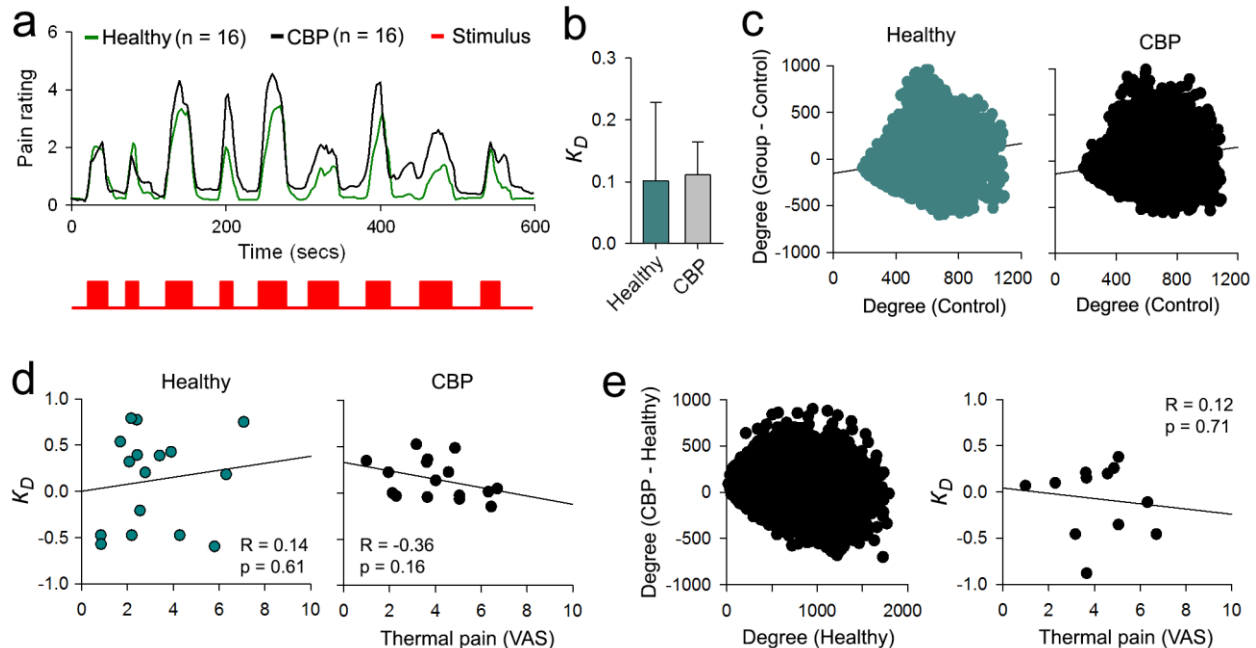 a
Healthy (n = 16) CBP (n = 16) Stimulus
Pain rating
6
4
2
0
0 200 400 600
Time (secs)
b
K_D
0.3
0.2
0.1
0.0
Healthy CBP
c
Healthy CBP
Degree (Group - Control)
1000
500
0
-500
-1000
0 400 800 1200 0 400 800 1200
Degree (Control) Degree (Control)
d
Healthy CBP
K_D
1.0
0.5
0.0
-0.5
-1.0
R = 0.14
p = 0.61
R = -0.36
p = 0.16
0 2 4 6 8 10 0 2 4 6 8 10
Thermal pain (VAS)
e
Degree (CBP - Healthy)
1000
500
0
-500
-1000
0 1000 2000
Degree (Healthy)
K_D
1.0
0.5
0.0
-0.5
-1.0
R = 0.12
p = 0.71
0 2 4 6 8 10
Thermal pain (VAS)